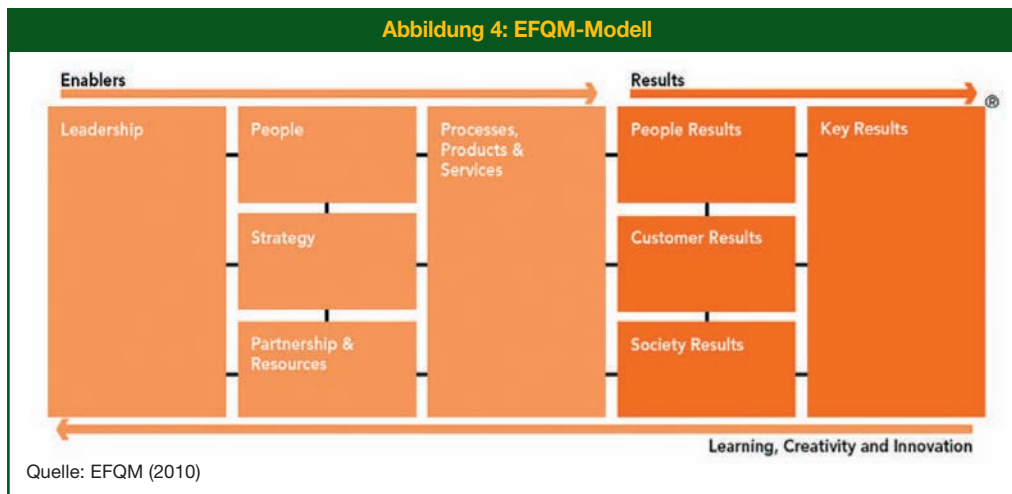 Abbildung 4: EFQM-Modell
Enablers
Results
®
Leadership
People
Processes,
Products &
Services
People Results
Key Results
Strategy
Customer Results
Partnership &
Resources
Society Results
Learning, Creativity and Innovation
Quelle: EFQM (2010)